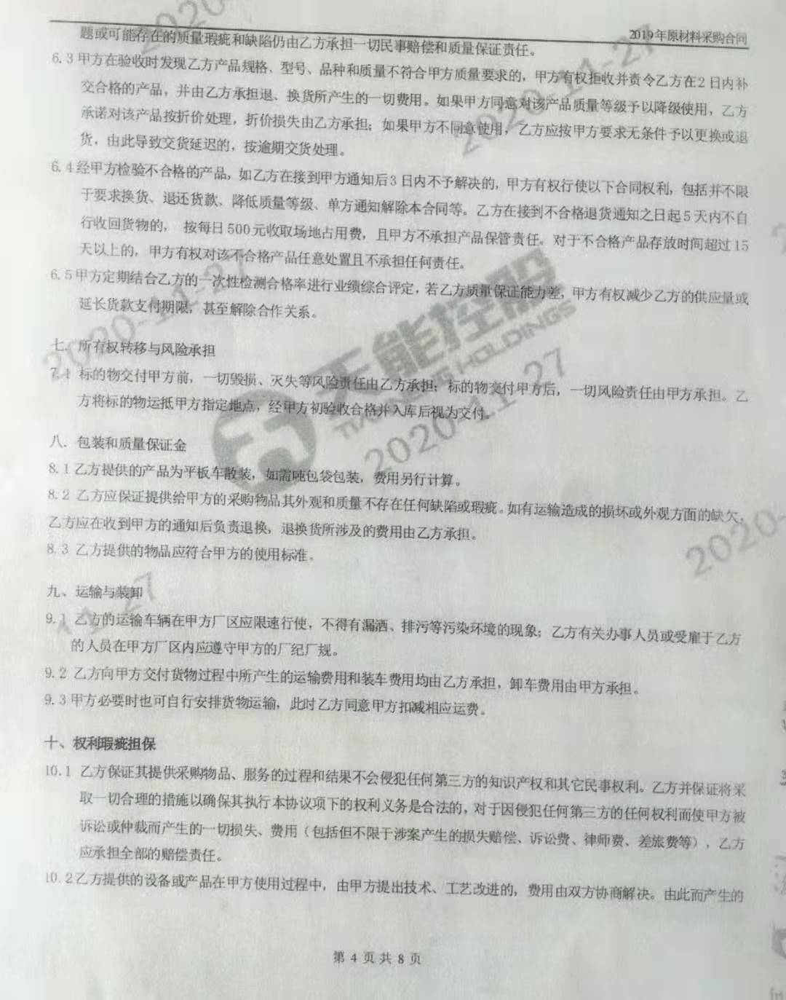 2019年原材料采购合同
题或可能存在的质量瑕疵和缺陷仍由乙方承担一切民事赔偿和质量保证责任。
6.3甲方在验收时发现乙方产品规格、型号、品种和质量不符合甲方质量要求的，甲方有权拒收并责令乙方在2日内补
交合格的产品，并由乙方承担退、换货所产生的一切费用。如果甲方同意对该产品质量等级予以降级使用，乙方
承诺对该产品按折价处理，折价损失由乙方承担；如果甲方不同意使用，乙方应按甲方要求无条件予以更换或退
货，由此导致交货延迟的，按逾期交货处理。
6.4经甲方检验不合格的产品，如乙方在接到甲方通知后3日内不予解决的，甲方有权行使以下合同权利，包括并不限
于要求换货、退还货款、降低质量等级、单方通知解除本合同等。乙方在接到不合格退货通知之日起5天内不自
行收回货物的， 按每日500元收取场地占用费，且甲方不承担产品保管责任。对于不合格产品存放时间超过15
天以上的，甲方有权对该不合格产品任意处置且不承担任何责任。
6.5甲方定期结合乙方的一次性检测合格率进行业绩综合评定，若乙方质量保证能力差，甲方有权减少乙方的供应量或
延长货款支付期限，甚至解除合作关系。
七．所有权转移与风险承担
7.1 标的物交付甲方前，一切毁损、灭失等风险责任由乙方承担；标的物交付甲方后，一切风险责任由甲方承担。乙
方将标的物运抵甲方指定地点，经甲方初验收合格并入库后视为交付。
八．包装和质量保证金
8.1乙方提供的产品为平板车散装，如需吨包袋包装，费用另行计算。
8.2 乙方应保证提供给甲方的采购物品其外观和质量不存在任何缺陷或瑕疵。如有运输造成的损坏或外观方面的缺欠，
乙方应在收到甲方的通知后负责退换，退换货所涉及的费用由乙方承担。
8.3 乙方提供的物品应符合甲方的使用标准。
九、运输与装卸
9.1 乙方的运输车辆在甲方厂区应限速行使，不得有漏洒、排污等污染环境的现象；乙方有关办事人员或受雇于乙方
的人员在甲方厂区内应遵守甲方的厂纪厂规。
9.2 乙方向甲方交付货物过程中所产生的运输费用和装车费用均由乙方承担，卸车费用由甲方承担。
9.3甲方必要时也可自行安排货物运输，此时乙方同意甲方扣减相应运费。
十、权利瑕疵担保
10.1 乙方保证其提供采购物品、服务的过程和结果不会侵犯任何第三方的知识产权和其它民事权利。乙方并保证将采
取一切合理的措施以确保其执行本协议项下的权利义务是合法的，对于因侵犯任何第三方的任何权利而使甲方被
诉讼或仲裁而产生的一切损失、费用（包括但不限于涉案产生的损失赔偿、诉讼费、律师费、差旅费等），乙方
应承担全部的赔偿责任。
10.2乙方提供的设备或产品在甲方使用过程中，由甲方提出技术、工艺改进的，费用由双方协商解决。由此而产生的
第 4 页 共 8 页
天能控股
HOLDINGS
2020-11-27
2020-11-27
2020-11-27
2020-
11-27
2020